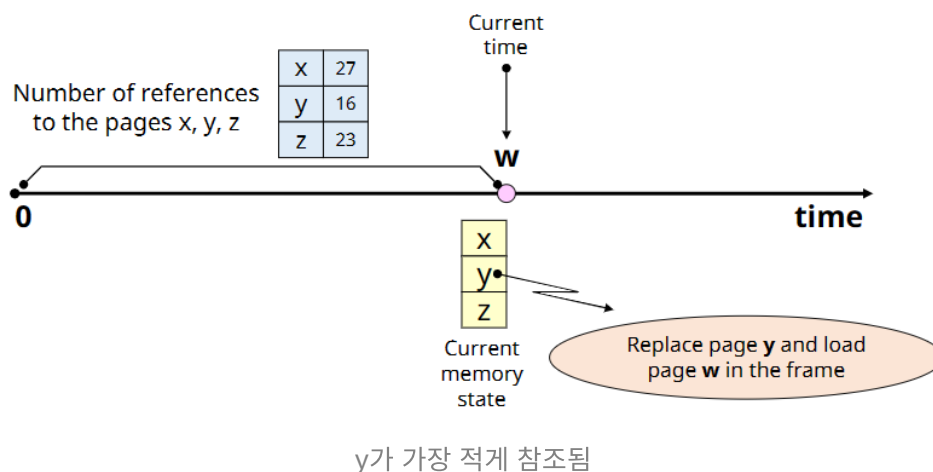 Current
time
x 27
y 16
z 23
Number of references
to the pages x, y, z
w
0
time
x
y
z
Current
memory
state
Replace page y and load
page w in the frame
y가 가장 적게 참조됨